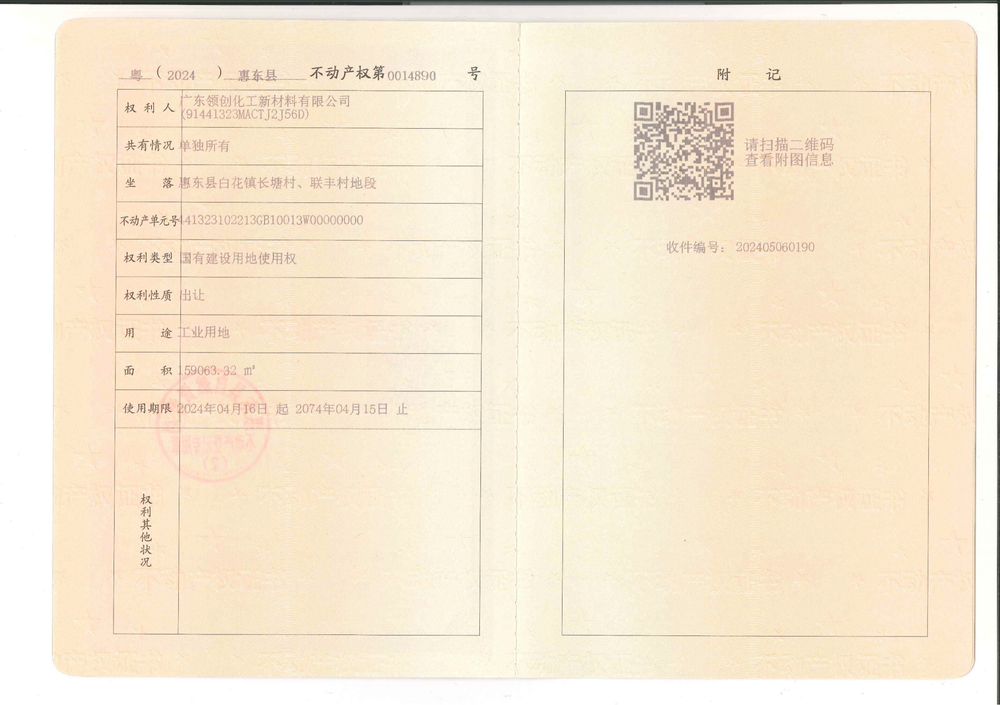 粤（2024）惠东县不动产权第0014890号
权利人 广东领创化工新材料有限公司
(91441323MACTJ2J56D)
共有情况 单独所有
坐落 惠东县白花镇长塘村、联丰村地段
不动产单元号 441323102213GB10013W00000000
权利类型 国有建设用地使用权
权利性质 出让
用途 工业用地
面积 159063.32 ㎡
使用期限 2024年04月16日 起 2074年04月15日 止
权利其他状况
附记
请扫描二维码
查看附图信息
收件编号： 202405060190